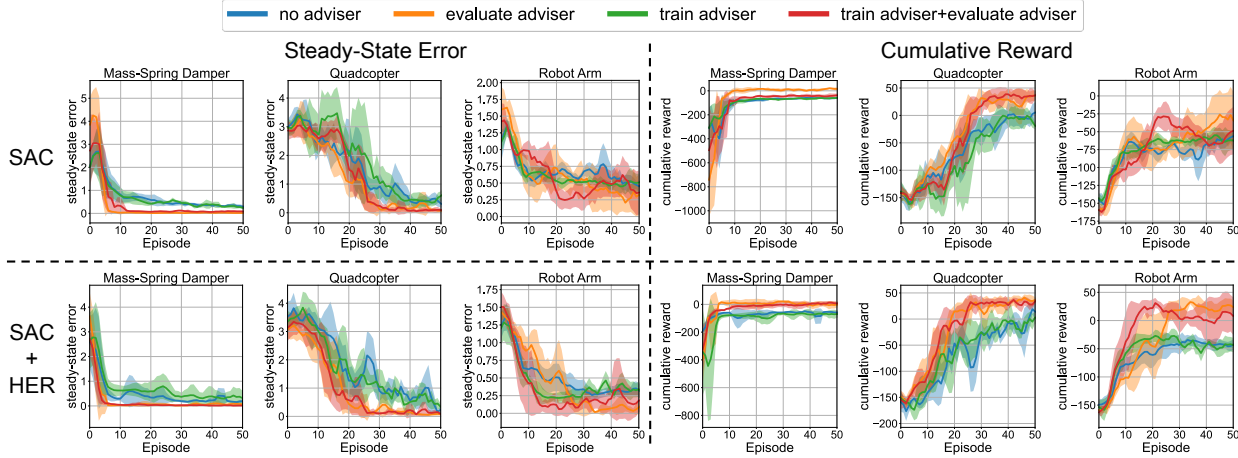 no adviser evaluate adviser train adviser train adviser+evaluate adviser
Steady-State Error Cumulative Reward
SAC
Mass-Spring Damper
steady-state error
5
4
3
2
1
0
0 10 20 30 40 50
Episode
Quadcopter
steady-state error
4
3
2
1
0
0 10 20 30 40 50
Episode
Robot Arm
steady-state error
2.00
1.75
1.50
1.25
1.00
0.75
0.50
0.25
0.00
0 10 20 30 40 50
Episode
Mass-Spring Damper
cumulative reward
0
−200
−400
−600
−800
−1000
0 10 20 30 40 50
Episode
Quadcopter
cumulative reward
50
0
−50
−100
−150
0 10 20 30 40 50
Episode
Robot Arm
cumulative reward
0
−25
−50
−75
−100
−125
−150
−175
0 10 20 30 40 50
Episode
SAC
+
HER
Mass-Spring Damper
steady-state error
4
3
2
1
0
0 10 20 30 40 50
Episode
Quadcopter
steady-state error
4
3
2
1
0
0 10 20 30 40 50
Episode
Robot Arm
steady-state error
1,75
1,50
1,25
1,00
0,75
0,50
0,25
0,00
0 10 20 30 40 50
Episode
Mass-Spring Damper
cumulative reward
0
−200
−400
−600
−800
0 10 20 30 40 50
Episode
Quadcopter
cumulative reward
50
0
−50
−100
−150
−200
0 10 20 30 40 50
Episode
Robot Arm
cumulative reward
50
0
−50
−100
−150
0 10 20 30 40 50
Episode